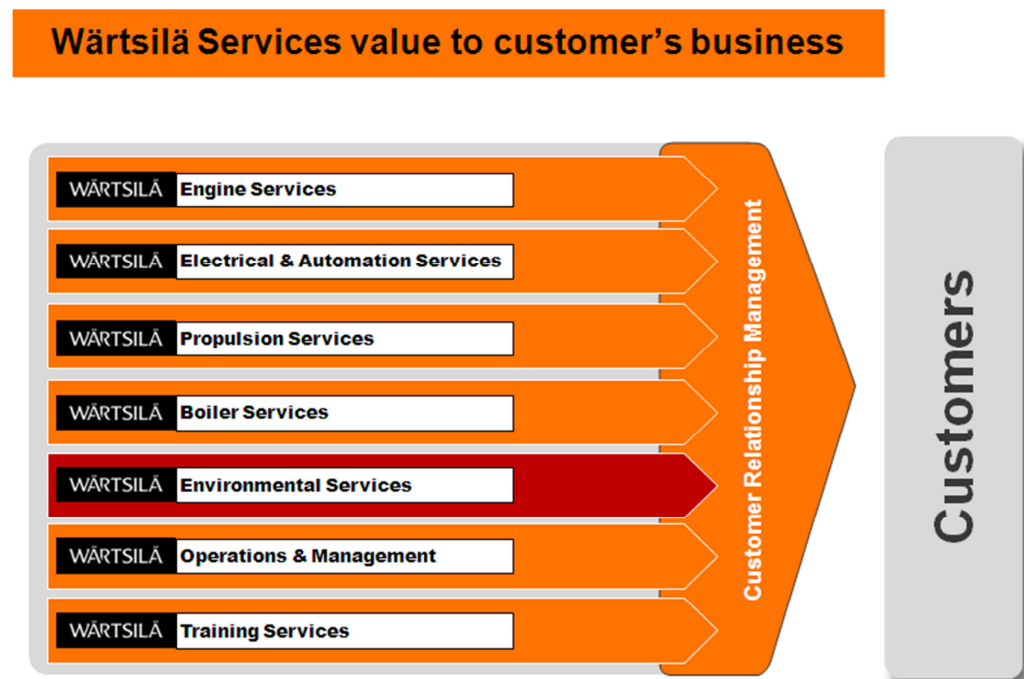 Wärtsilä Services value to customer's business
WÄRTSILÄ Engine Services
WÄRTSILÄ Electrical & Automation Services
WÄRTSILÄ Propulsion Services
WÄRTSILÄ Boiler Services
WÄRTSILÄ Environmental Services
WÄRTSILÄ Operations & Management
WÄRTSILÄ Training Services
Customer Relationship Management
Customers